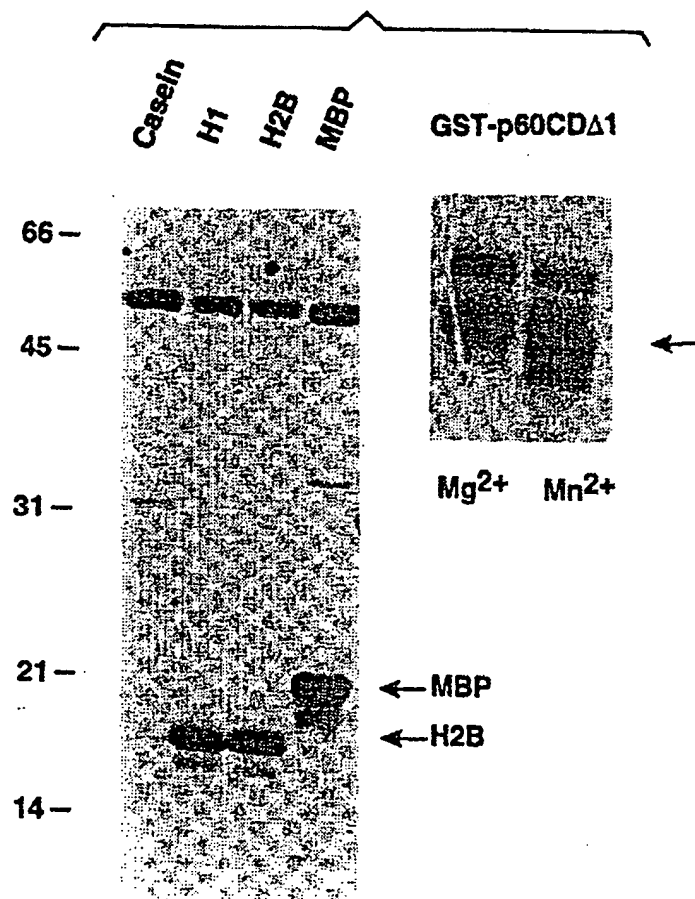 Casein H1 H2B MBP
GST-p60CDΔ1
66
45
31
21
14
Mg2+ Mn2+
MBP
H2B